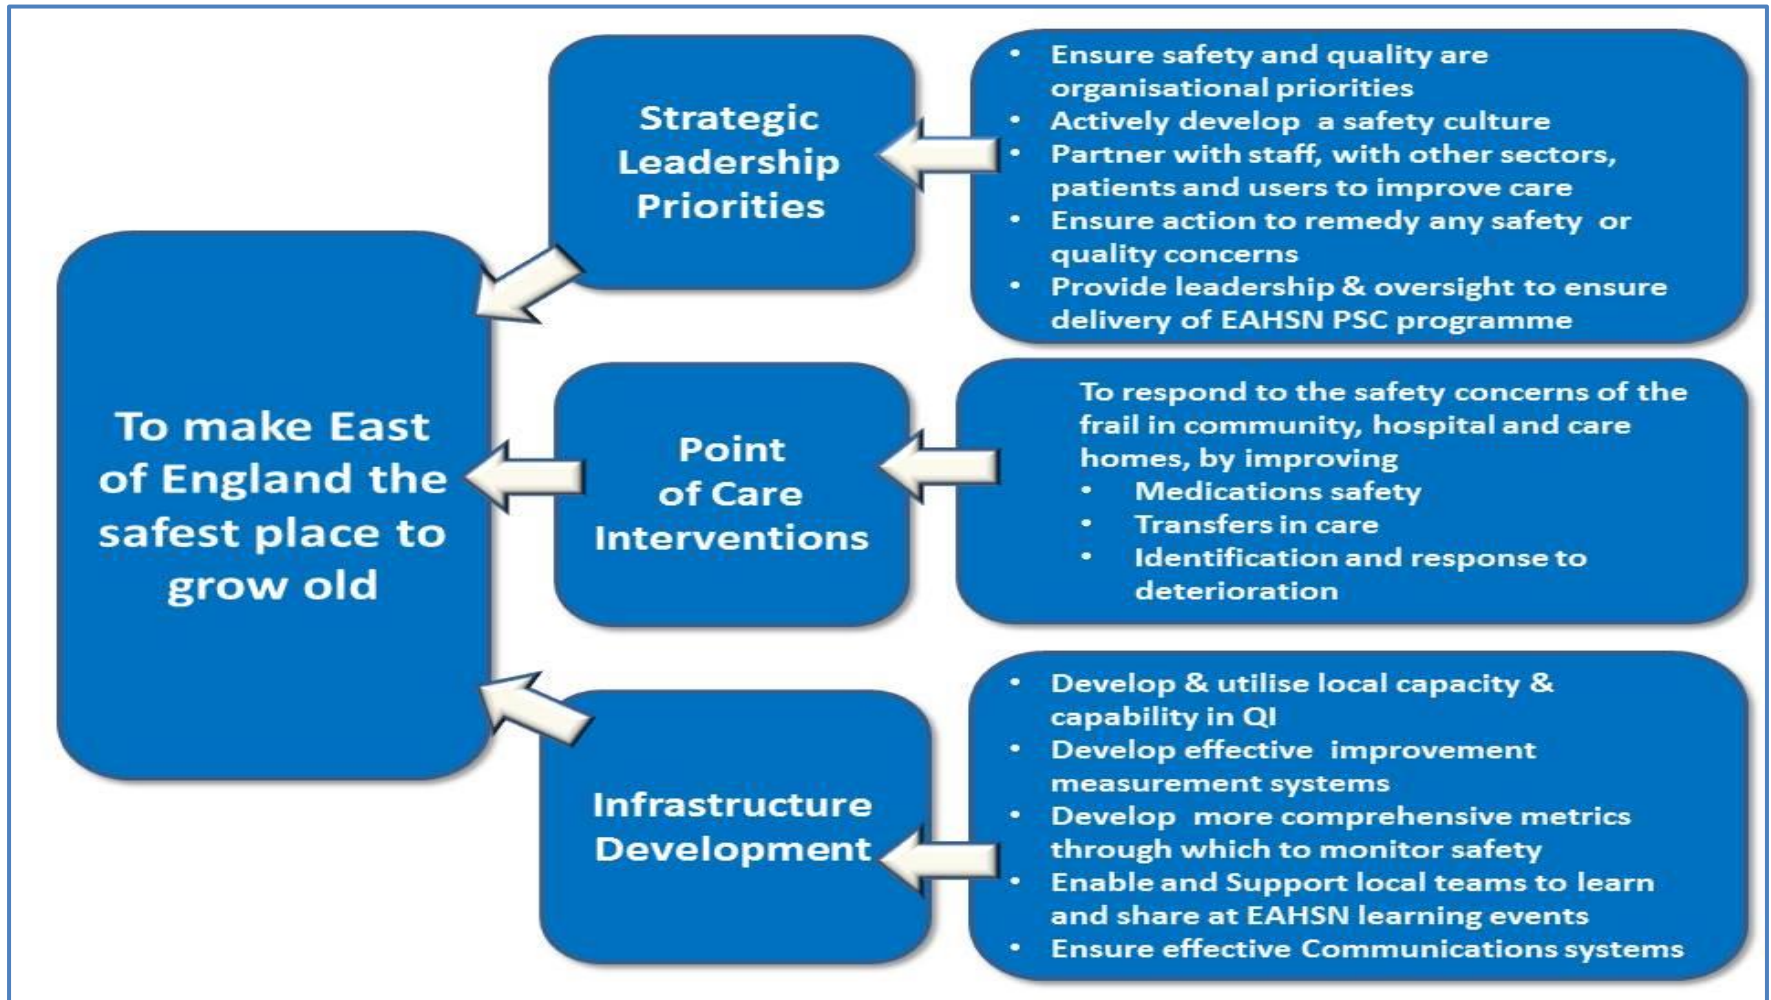 To make East
of England the
safest place to
grow old
Strategic
Leadership
Priorities
• Ensure safety and quality are
organisational priorities
• Actively develop a safety culture
• Partner with staff, with other sectors,
patients and users to improve care
• Ensure action to remedy any safety or
quality concerns
• Provide leadership & oversight to ensure
delivery of EAHSN PSC programme
Point
of Care
Interventions
To respond to the safety concerns of the
frail in community, hospital and care
homes, by improving
• Medications safety
• Transfers in care
• Identification and response to
deterioration
Infrastructure
Development
• Develop & utilise local capacity &
capability in QI
• Develop effective improvement
measurement systems
• Develop more comprehensive metrics
through which to monitor safety
• Enable and Support local teams to learn
and share at EAHSN learning events
• Ensure effective Communications systems